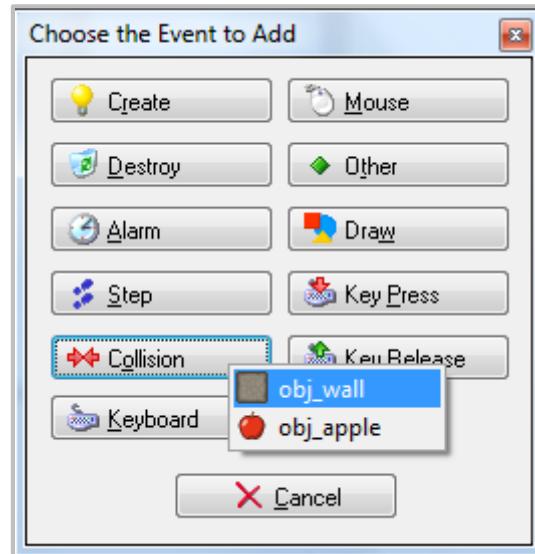 Choose the Event to Add
Create
Mouse
Destroy
Other
Alarm
Draw
Step
Key Press
Collision
Key Release
obj_wall
Keyboard
obj_apple
Cancel